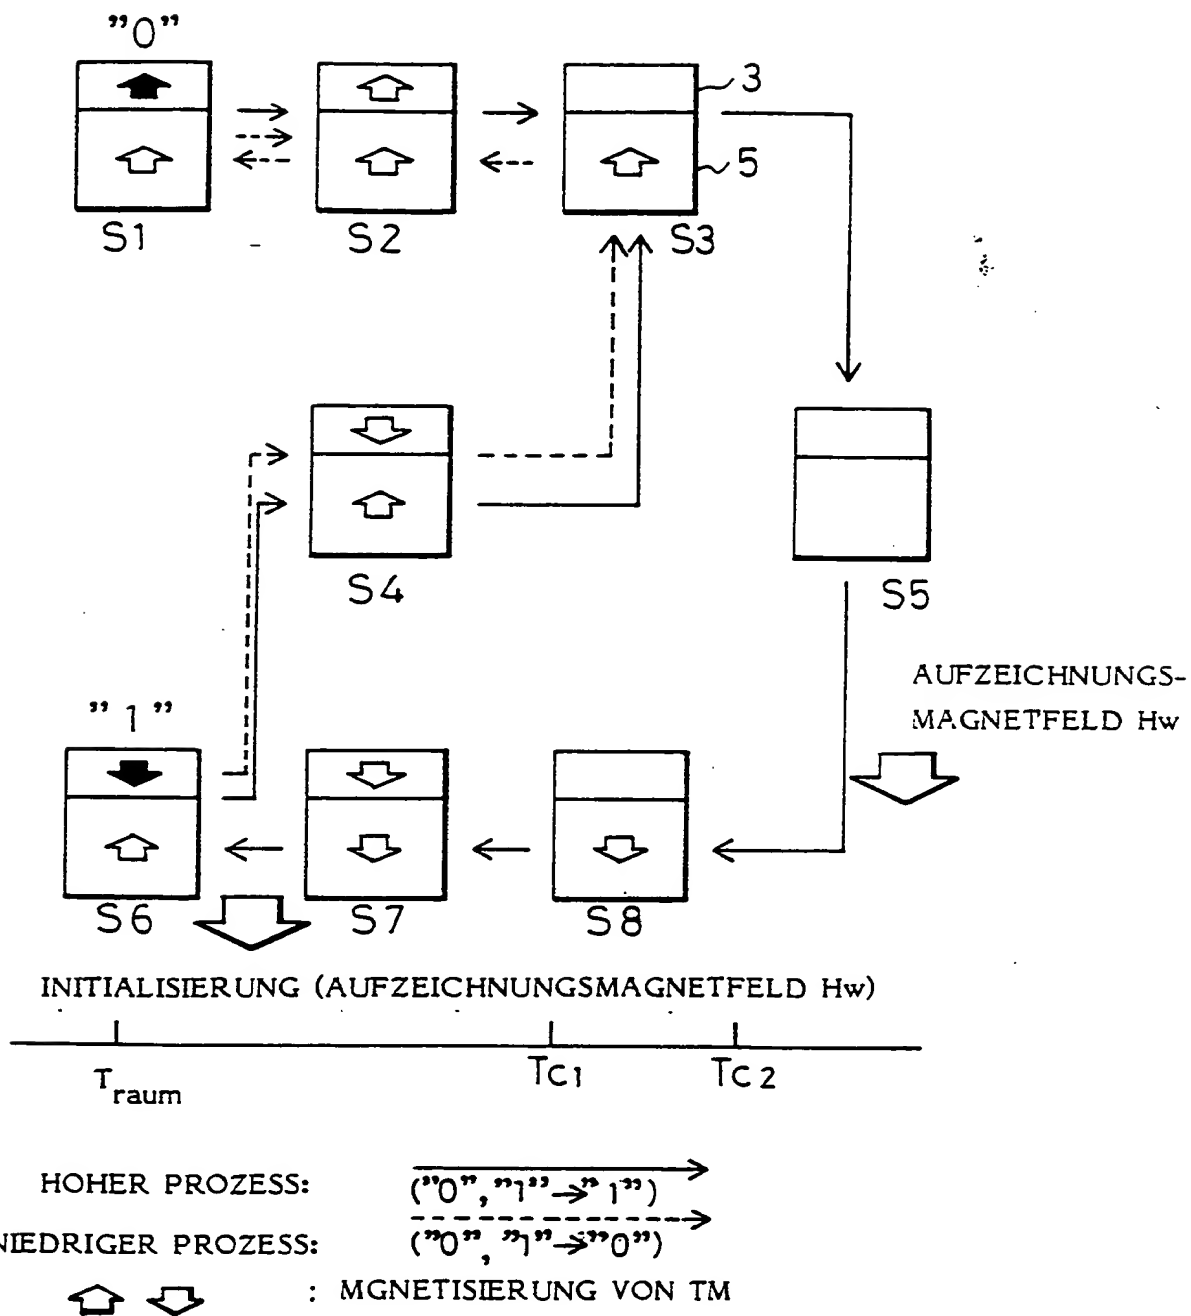 "0"
3
5
S1
S2
S3
S4
S5
AUFZEICHNUNGS-
MAGNETFELD Hw
"1"
S6
S7
S8
INITIALISIERUNG (AUFZEICHNUNGSMAGNETFELD Hw)
Traum
Tc1
Tc2
HOHER PROZESS:
("0", "1"→"1")
NIEDRIGER PROZESS:
("0", "1"→"0")
: MGNETISIERUNG VON TM